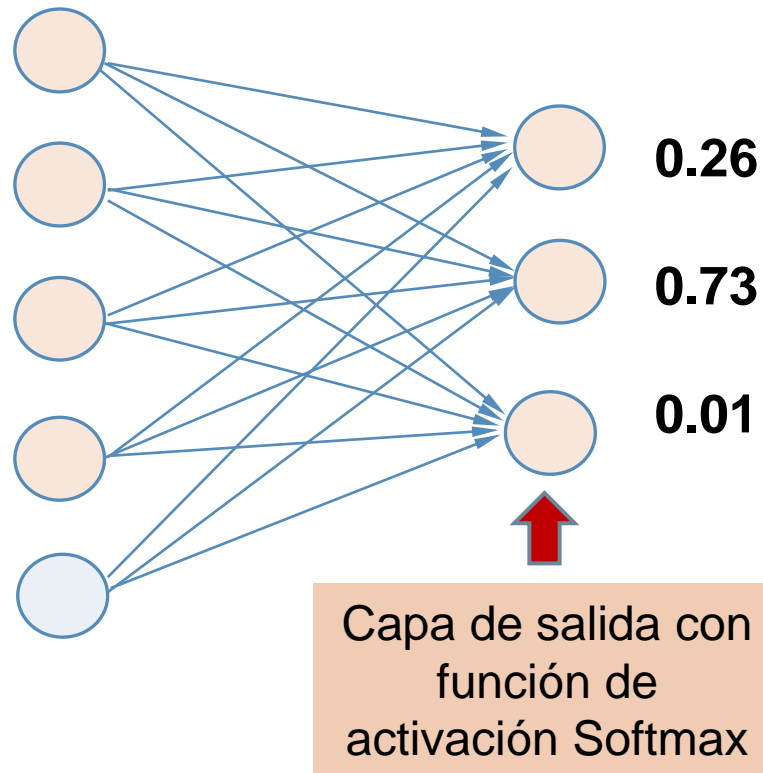 0.26
0.73
0.01
Capa de salida con
función de
activación Softmax